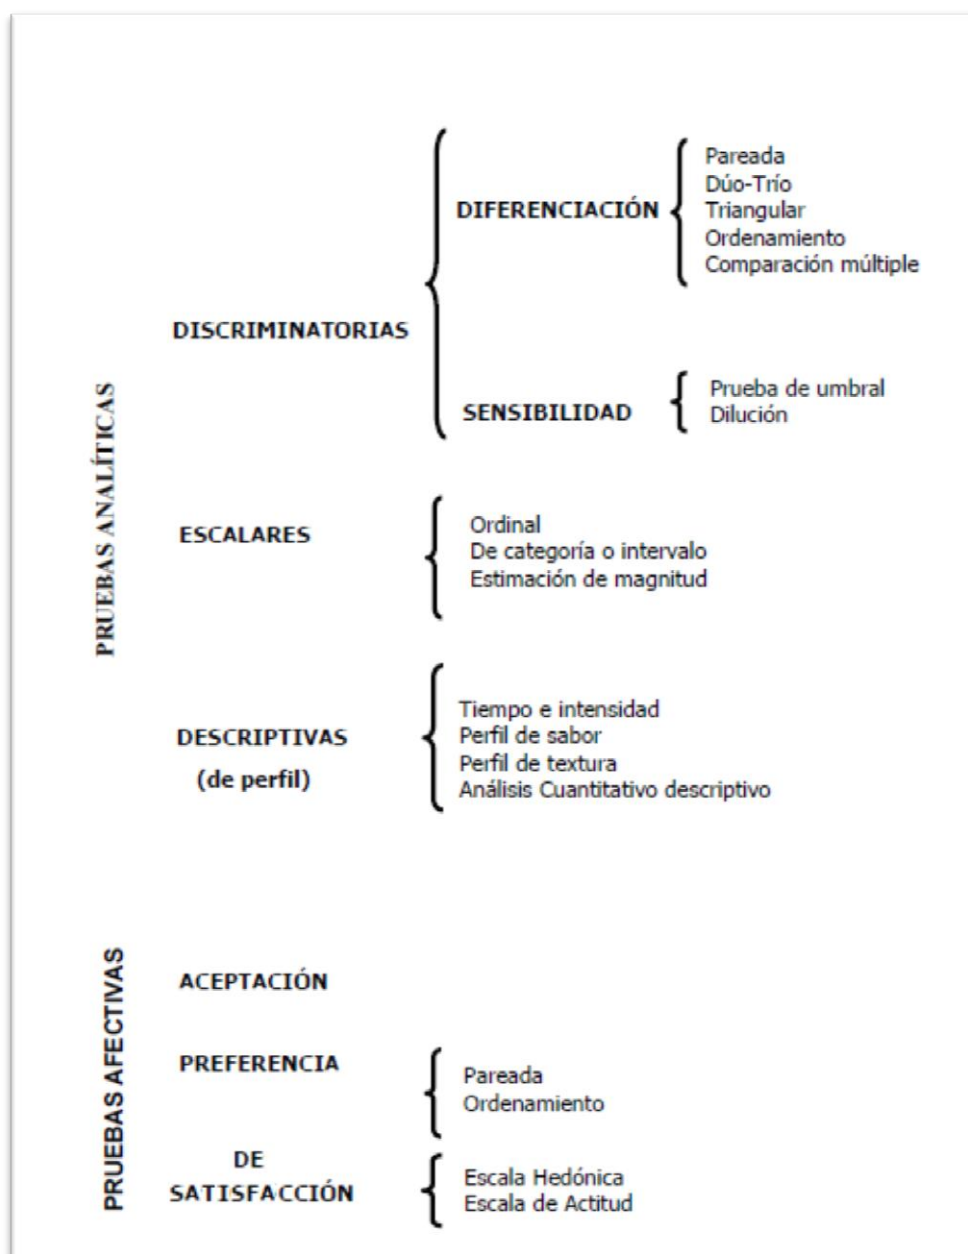 PRUEBAS ANALÍTICAS
DISCRIMINATORIAS
DIFERENCIACIÓN
Pareada
Dúo-Trío
Triangular
Ordenamiento
Comparación múltiple
SENSIBILIDAD
Prueba de umbral
Dilución
ESCALARES
Ordinal
De categoría o intervalo
Estimación de magnitud
DESCRIPTIVAS
(de perfil)
Tiempo e intensidad
Perfil de sabor
Perfil de textura
Análisis Cuantitativo descriptivo
PRUEBAS AFECTIVAS
ACEPTACIÓN
PREFERENCIA
Pareada
Ordenamiento
DE
SATISFACCIÓN
Escala Hedónica
Escala de Actitud